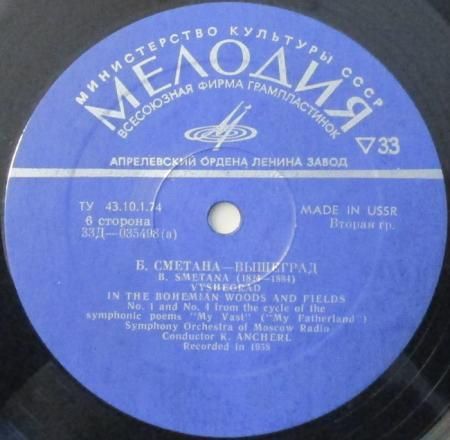 МИНИСТЕРСТВО КУЛЬТУРЫ СССР
МЕЛОДИЯ
ВСЕСОЮЗНАЯ ФИРМА ГРАМПЛАСТИНОК
▽33
АПРЕЛЕВСКИЙ ОРДЕНА ЛЕНИНА ЗАВОД
ТУ 43.10.1.74
MADE IN USSR
6 сторона
Вторая гр.
33Д—035498(а)
Б. СМЕТАНА—ВЫШЕГРАД
B. SMETANA (1824—1884)
VYSHEGRAD
IN THE BOHEMIAN WOODS AND FIELDS
No. 1 and No. 4 from the cycle of the
symphonic poems "My Vast" ("My Fatherland")
Symphony Orchestra of Moscow Radio
Conductor K. ANCHERL
Recorded in 1958